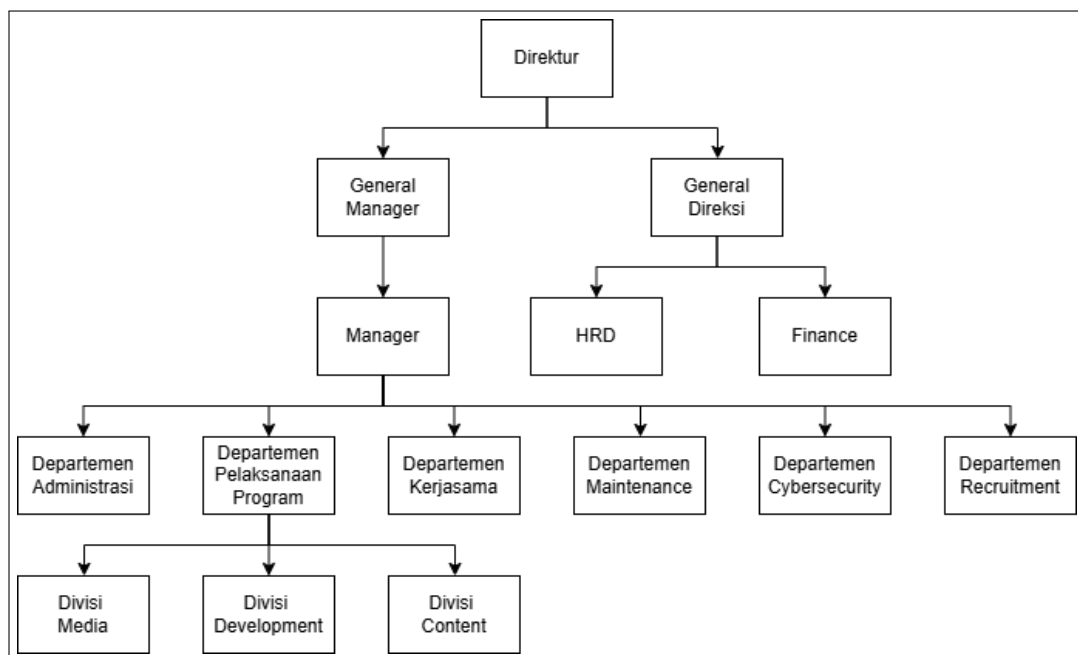 Direktur
General
Manager
General
Direksi
Manager
HRD
Finance
Departemen
Administrasi
Departemen
Pelaksanaan
Program
Departemen
Kerjasama
Departemen
Maintenance
Departemen
Cybersecurity
Departemen
Recruitment
Divisi
Media
Divisi
Development
Divisi
Content